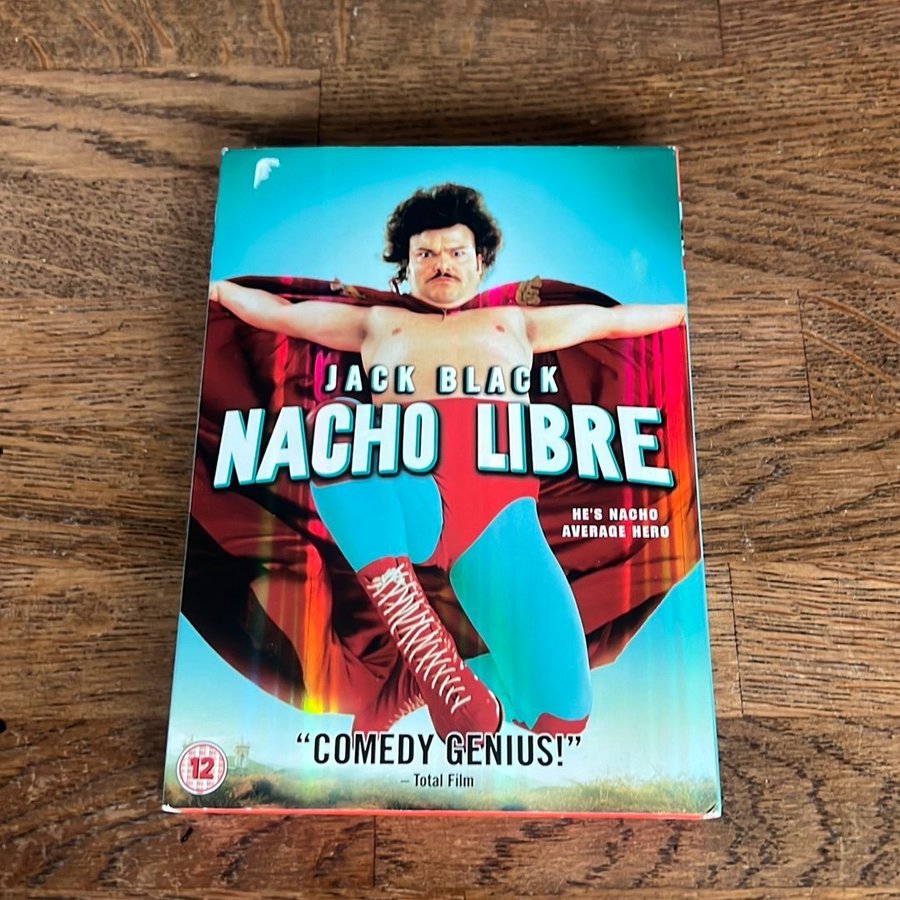 JACK BLACK
NACHO LIBRE
HE'S NACHO
AVERAGE HERO
“COMEDY GENIUS!”
– Total Film
12